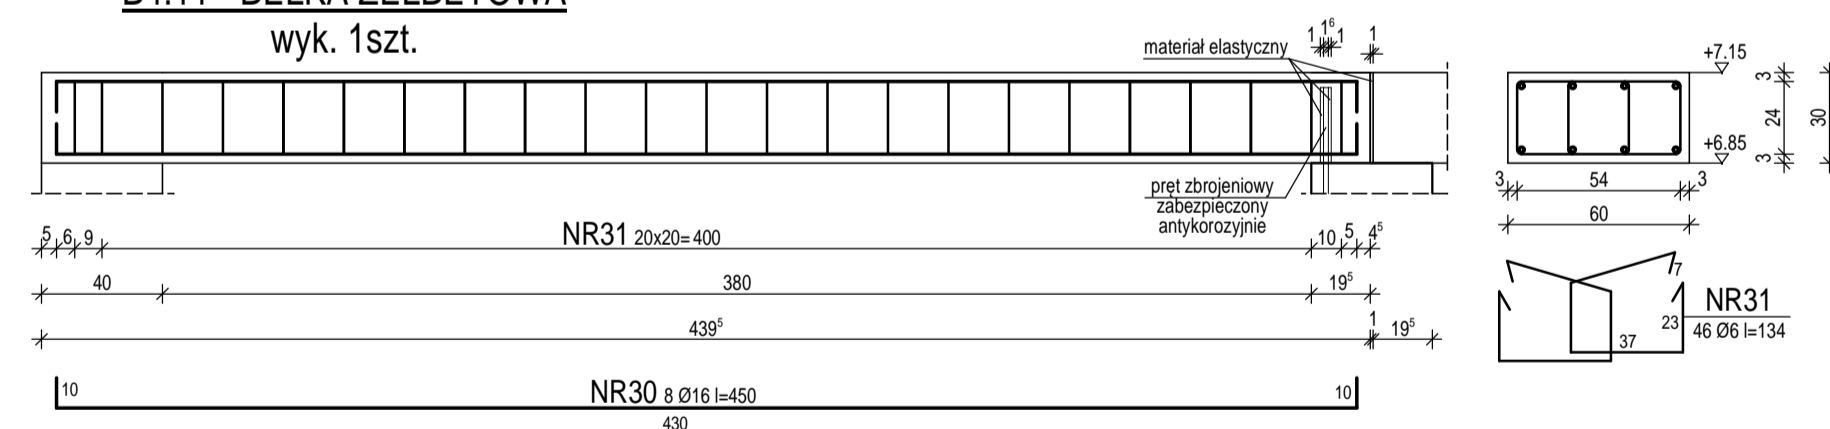 wyk. 1szt.
materiał elastyczny
1 1⁶ 1 1
+7.15
3
24
30
+6.85
3
3 54 3
60
pręt zbrojeniowy
zabezpieczony
antykorozyjnie
5 6 9 NR31 20x20=400 10 5 4⁵
40 380 19⁵
439⁵ 1 19⁵
7
NR31
23 46 Ø6 l=134
37
10 NR30 8 Ø16 l=450 10
430